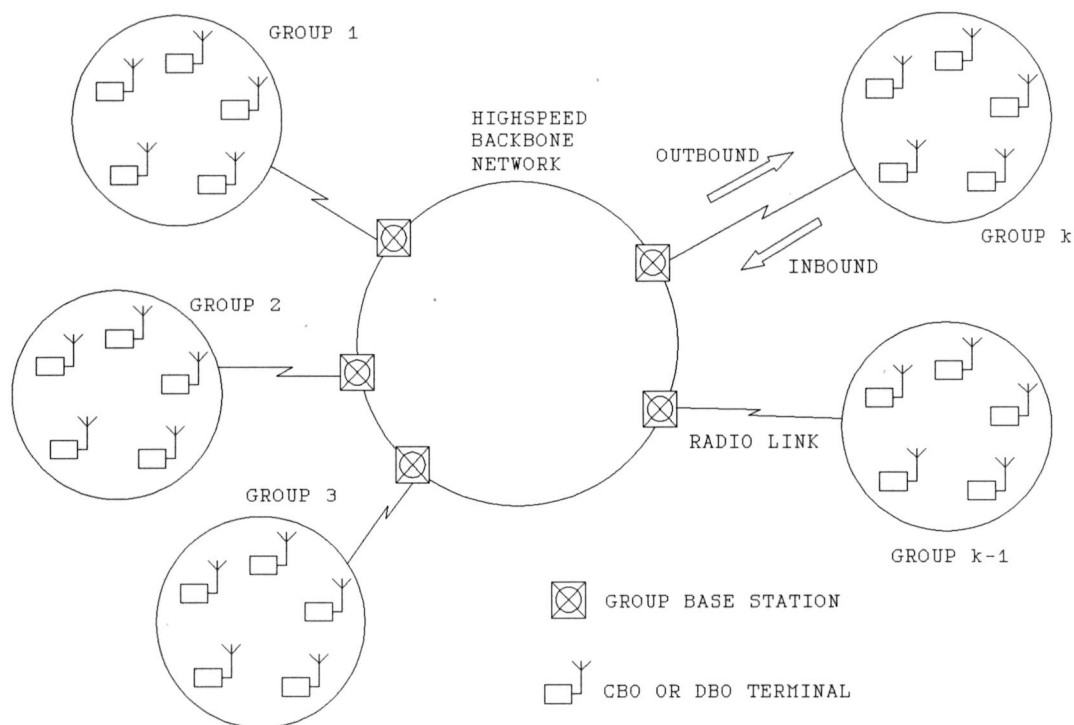 GROUP 1
HIGHSPEED
BACKBONE
NETWORK
OUTBOUND
INBOUND
GROUP k
GROUP 2
RADIO LINK
GROUP 3
GROUP k-1
GROUP BASE STATION
CBO OR DBO TERMINAL